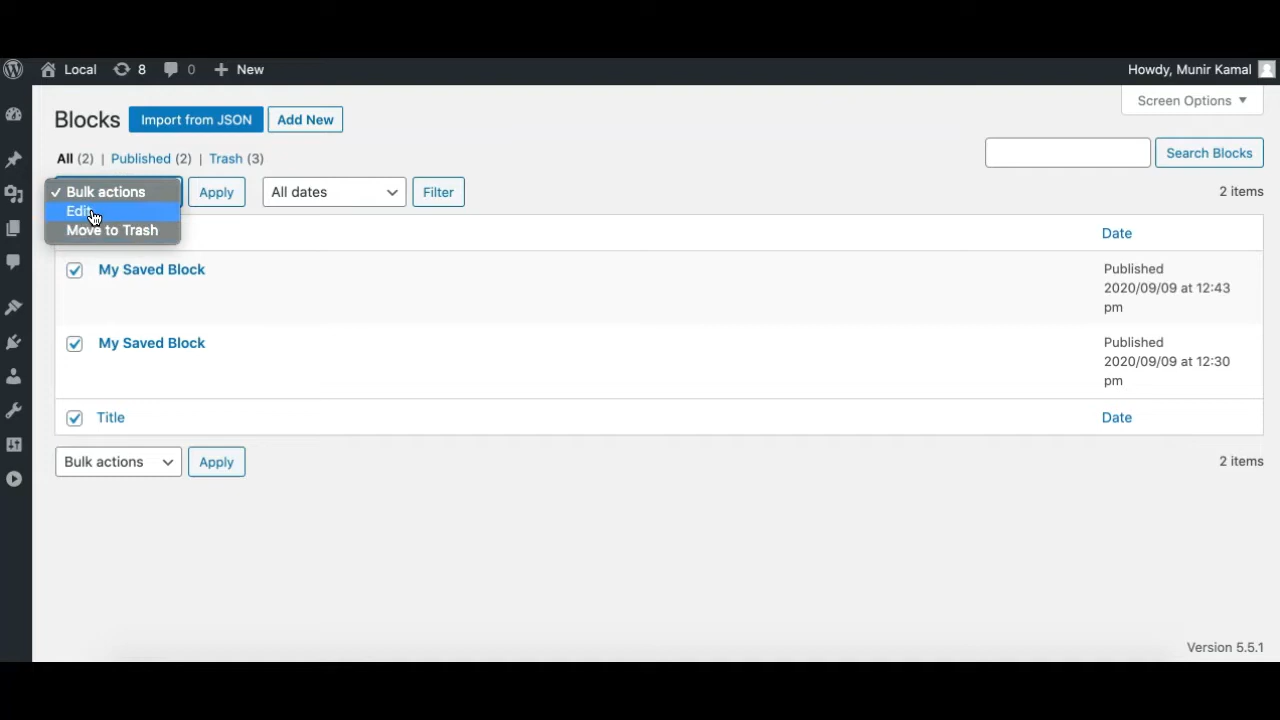 Local 8 0 New Howdy, Munir Kamal
Screen Options
Blocks Import from JSON Add New
All (2) | Published (2) | Trash (3)
Search Blocks
Bulk actions Apply All dates Filter 2 items
Edit
Move to Trash
Date
My Saved Block Published
2020/09/09 at 12:43
pm
My Saved Block Published
2020/09/09 at 12:30
pm
Title Date
Bulk actions Apply 2 items
Version 5.5.1